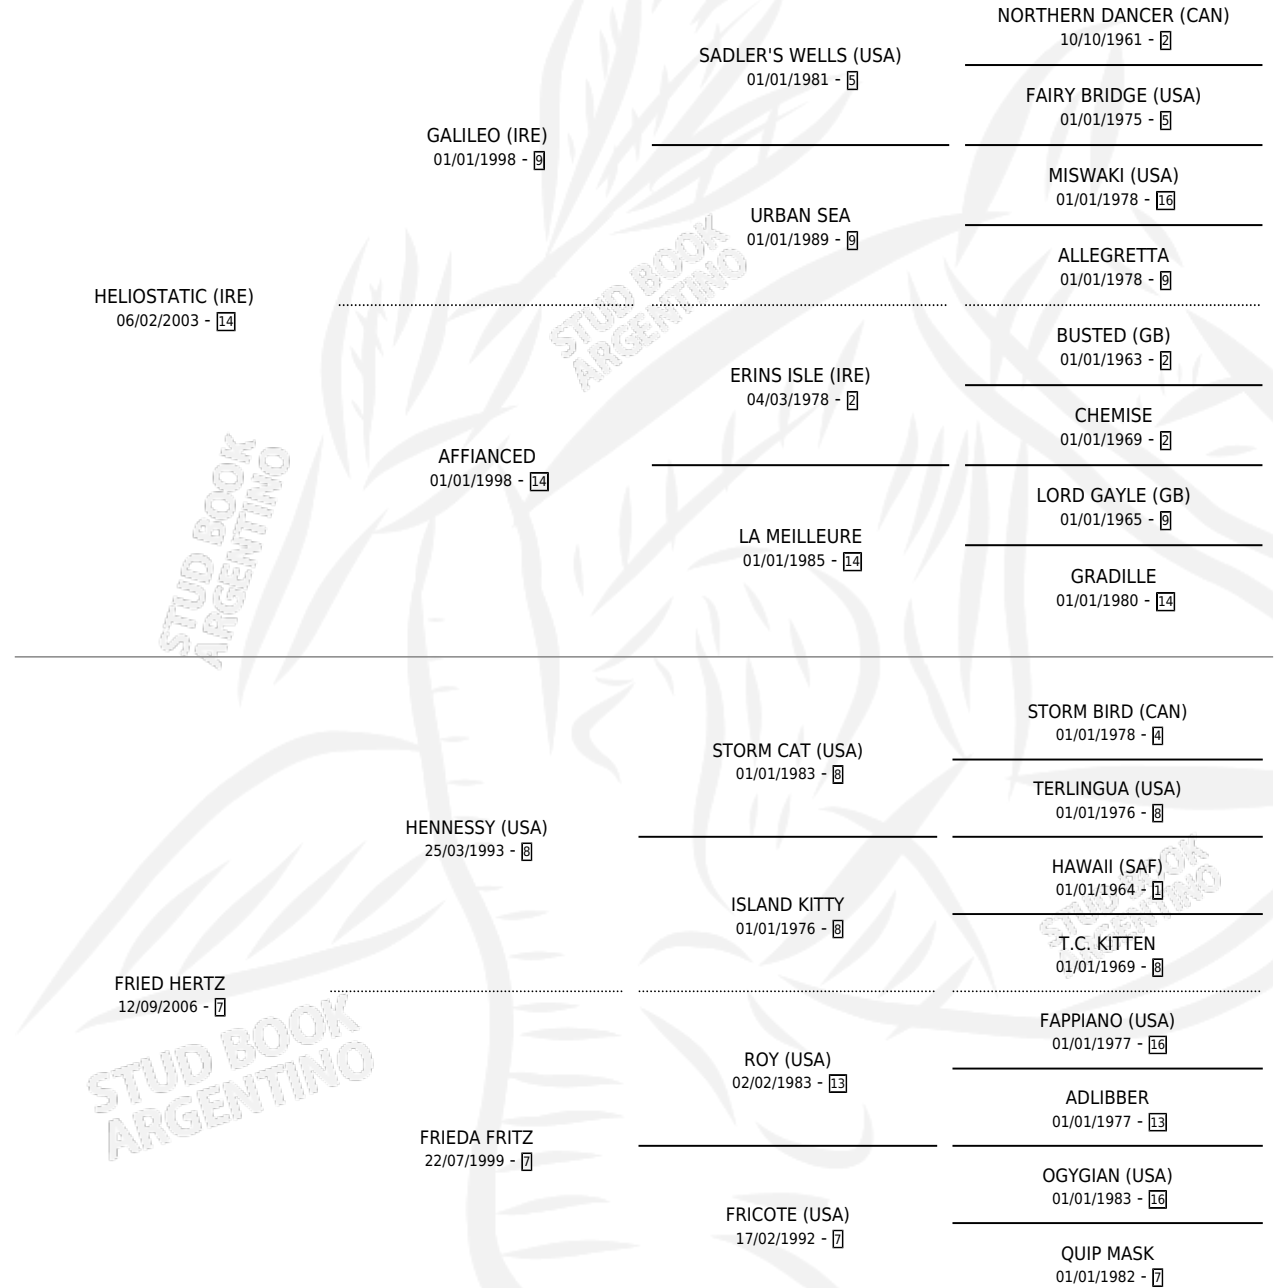 NORTHERN DANCER (CAN)
10/10/1961 - 2
SADLER'S WELLS (USA)
01/01/1981 - 5
FAIRY BRIDGE (USA)
01/01/1975 - 5
GALILEO (IRE)
01/01/1998 - 9
MISWAKI (USA)
01/01/1978 - 16
URBAN SEA
01/01/1989 - 9
ALLEGRETTA
01/01/1978 - 9
HELIOSTATIC (IRE)
06/02/2003 - 14
BUSTED (GB)
01/01/1963 - 2
ERINS ISLE (IRE)
04/03/1978 - 2
CHEMISE
01/01/1969 - 2
AFFIANCED
01/01/1998 - 14
LORD GAYLE (GB)
01/01/1965 - 9
LA MEILLEURE
01/01/1985 - 14
GRADILLE
01/01/1980 - 14
STORM BIRD (CAN)
01/01/1978 - 4
STORM CAT (USA)
01/01/1983 - 8
TERLINGUA (USA)
01/01/1976 - 8
HENNESSY (USA)
25/03/1993 - 8
HAWAII (SAF)
01/01/1964 - 1
ISLAND KITTY
01/01/1976 - 8
T.C. KITTEN
01/01/1969 - 8
FRIED HERTZ
12/09/2006 - 7
FAPPIANO (USA)
01/01/1977 - 16
ROY (USA)
02/02/1983 - 13
ADLIBBER
01/01/1977 - 13
FRIEDA FRITZ
22/07/1999 - 7
OGYGIAN (USA)
01/01/1983 - 16
FRICOTE (USA)
17/02/1992 - 7
QUIP MASK
01/01/1982 - 7
STUD BOOK
ARGENTINO
STUD BOOK
ARGENTINO
STUD BOOK
ARGENTINO
STUD BOOK
ARGENTINO